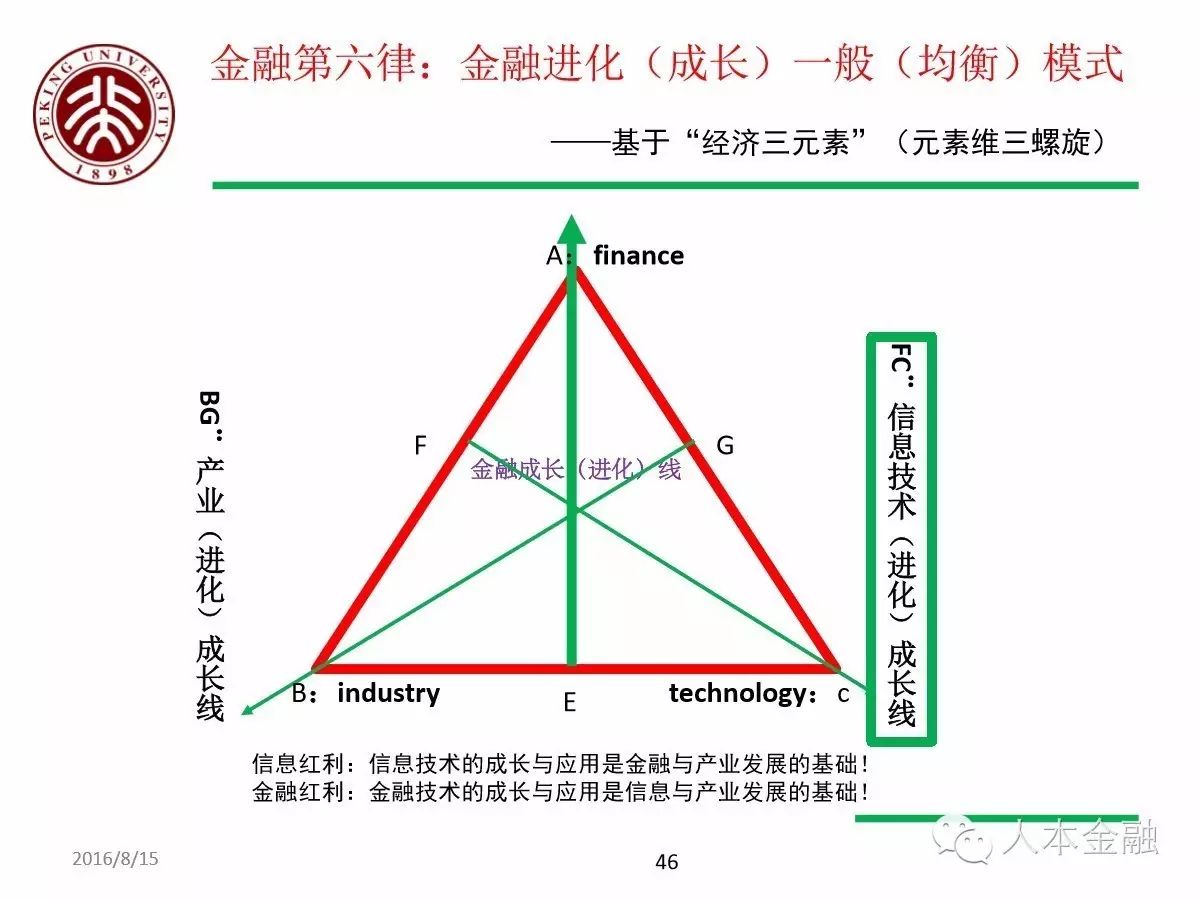 PEKING UNIVERSITY
1898
金融第六律：金融进化（成长）一般（均衡）模式
——基于“经济三元素”（元素维三螺旋）
A：finance
F
G
金融成长（进化）线
BG：产业（进化）成长线
FC：信息技术（进化）成长线
B：industry
E
technology：c
信息红利：信息技术的成长与应用是金融与产业发展的基础！
金融红利：金融技术的成长与应用是信息与产业发展的基础！
2016/8/15
46
人本金融